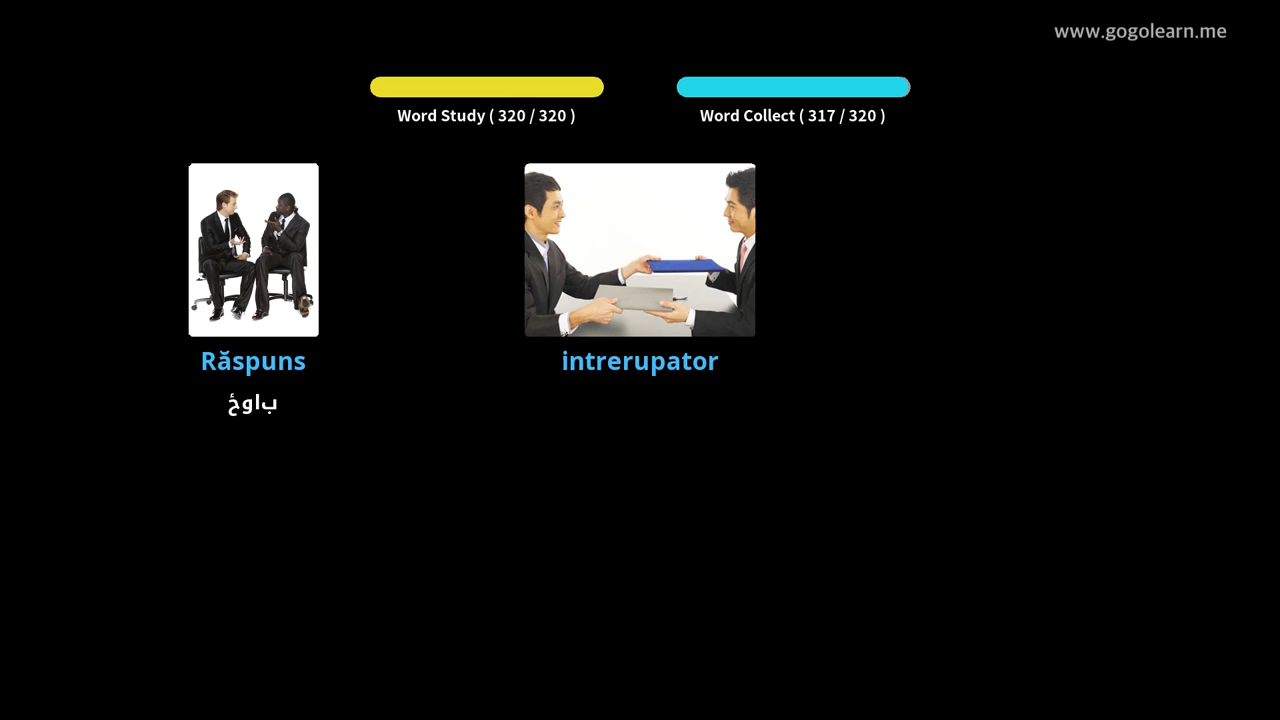 www.gogolearn.me
Word Study ( 320 / 320 )
Word Collect ( 317 / 320 )
Răspuns
intrerupator
باوځ